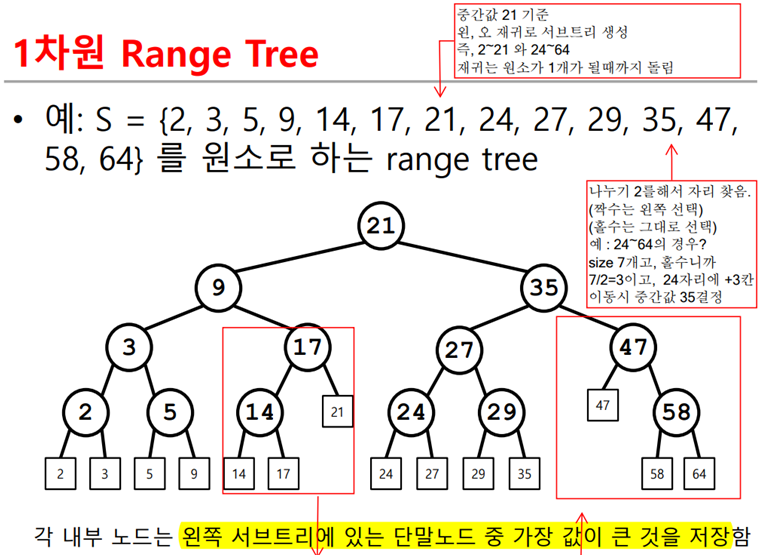 중간값 21 기준
왼, 오 재귀로 서브트리 생성
즉, 2~21 와 24~64
재귀는 원소가 1개가 될때까지 돌림
1차원 Range Tree
• 예: S = {2, 3, 5, 9, 14, 17, 21, 24, 27, 29, 35, 47,
58, 64} 를 원소로 하는 range tree
나누기 2를해서 자리 찾음.
(짝수는 왼쪽 선택)
(홀수는 그대로 선택)
예 : 24~64의 경우?
size 7개고, 홀수니까
7/2=3이고, 24자리에 +3칸
이동시 중간값 35결정
21
9 35
3 17 27 47
2 5 14 21 24 29 47 58
2 3 5 9 14 17 24 27 29 35 58 64
각 내부 노드는 왼쪽 서브트리에 있는 단말노드 중 가장 값이 큰 것을 저장함